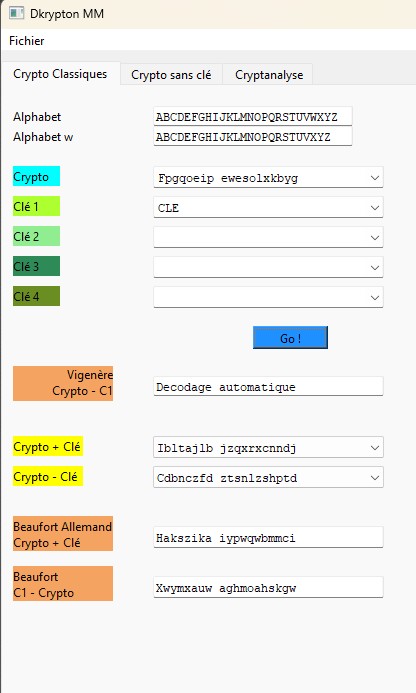 Dkrypton MM
Fichier
Crypto Classiques Crypto sans clé Cryptanalyse
Alphabet ABCDEFGHIJKLMNOPQRSTUVWXYZ
Alphabet w ABCDEFGHIJKLMNOPQRSTUVXYZ
Crypto Fpgqoeip ewesolxkbyg
Clé 1 CLE
Clé 2
Clé 3
Clé 4
Go !
Vigenère
Crypto - C1 Decodage automatique
Crypto + Clé Ibltajlb jzqxrxcnndj
Crypto - Clé Cdbnczfd ztsnlzshptd
Beaufort Allemand
Crypto + Clé Hakszika iypwqwbmmci
Beaufort
C1 - Crypto Xwymxauw aghmoahskgw